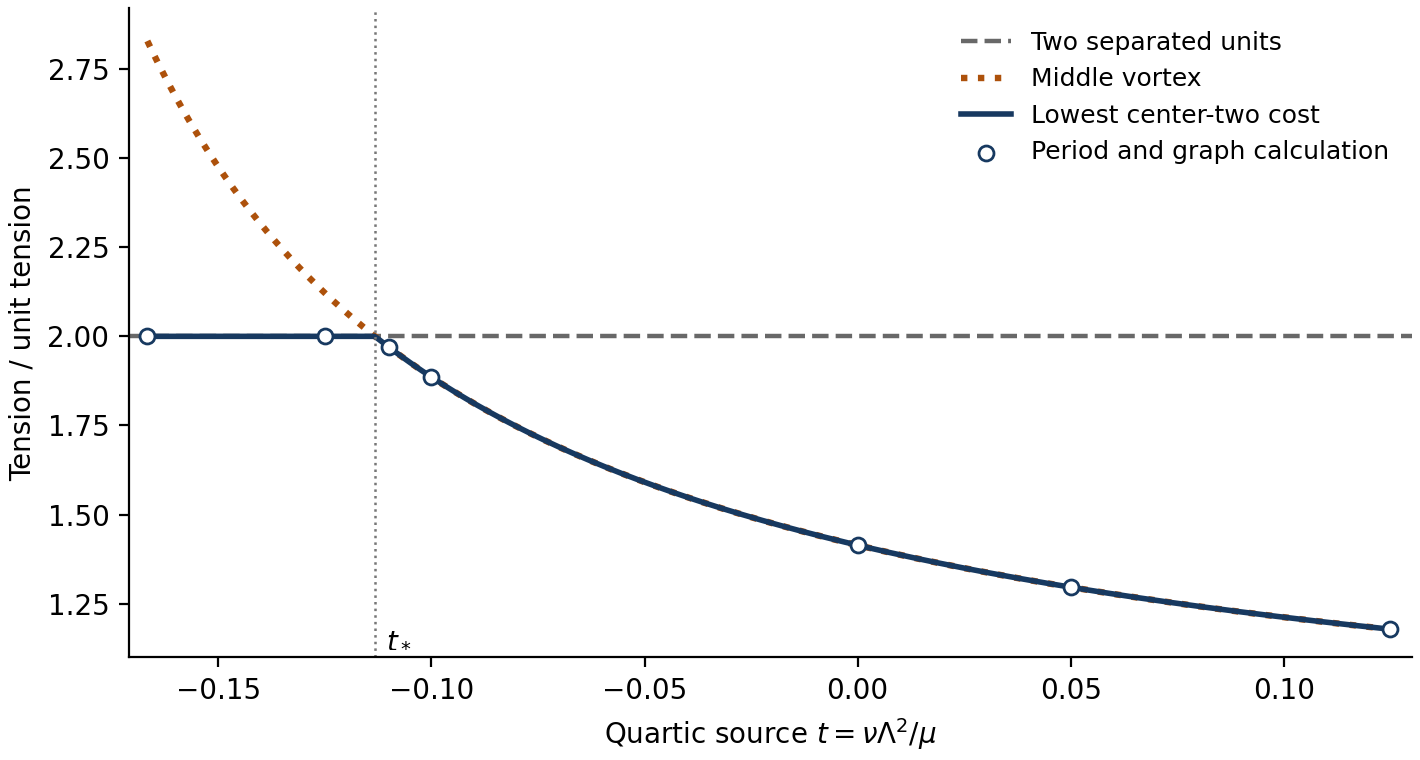 Two separated units
Middle vortex
Lowest center-two cost
Period and graph calculation
Tension / unit tension
2.75
2.50
2.25
2.00
1.75
1.50
1.25
t*
−0.15
−0.10
−0.05
0.00
0.05
0.10
Quartic source t = νΛ²/μ